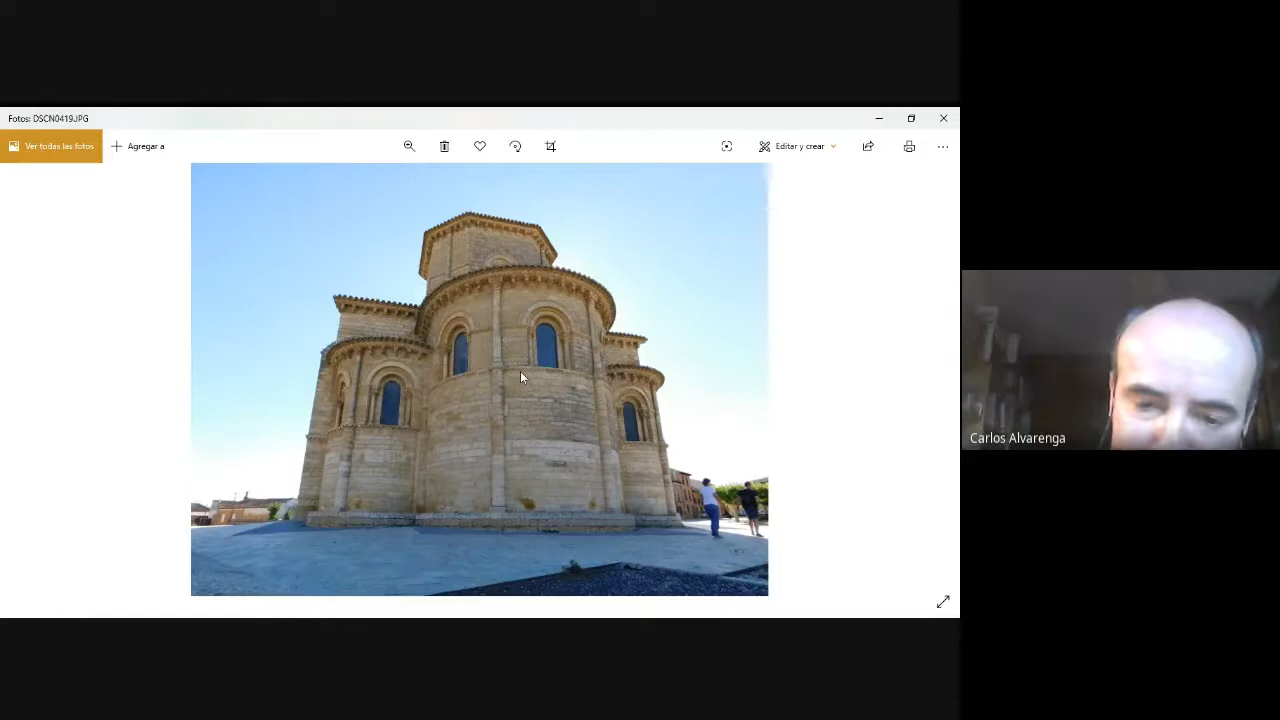 Fotos: DSCN0419.JPG
Ver todas las fotos
Agregar a
Editar y crear
Carlos Alvarenga